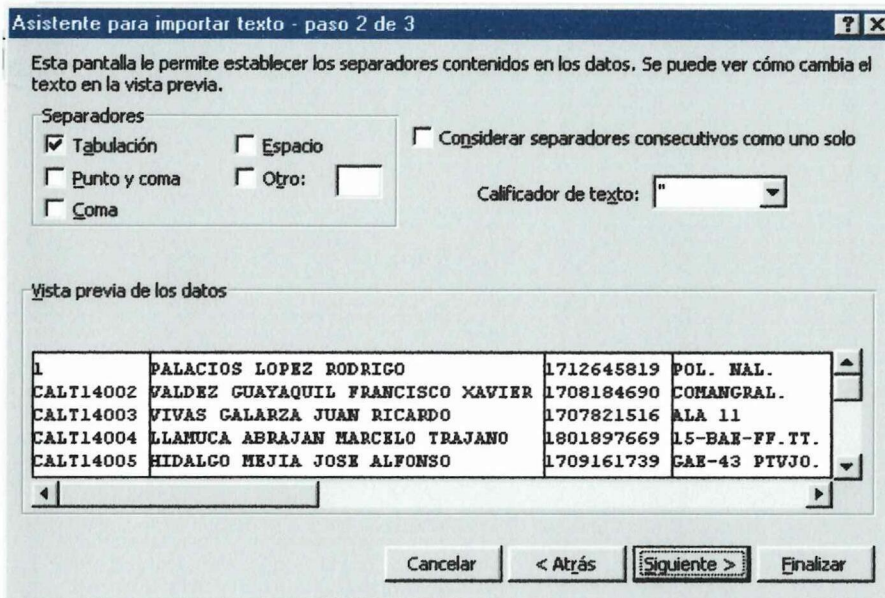 Asistente para importar texto - paso 2 de 3
Esta pantalla le permite establecer los separadores contenidos en los datos. Se puede ver cómo cambia el
texto en la vista previa.
Separadores
Tabulación
Espacio
Considerar separadores consecutivos como uno solo
Punto y coma
Otro:
Calificador de texto: "
Coma
Vista previa de los datos
1 PALACIOS LOPEZ RODRIGO 1712645819 POL. NAL.
CALT14002 VALDEZ GUAYAQUIL FRANCISCO XAVIER 1708184690 COMANGRAL.
CALT14003 VIVAS GALARZA JUAN RICARDO 1707821516 ALA 11
CALT14004 LLAMUCA ABRAJAN MARCELO TRAJANO 1801897669 15-BAE-FF.TT.
CALT14005 HIDALGO MEJIA JOSE ALFONSO 1709161739 GAE-43 PTVJO.
Cancelar
< Atrás
Siguiente >
Finalizar